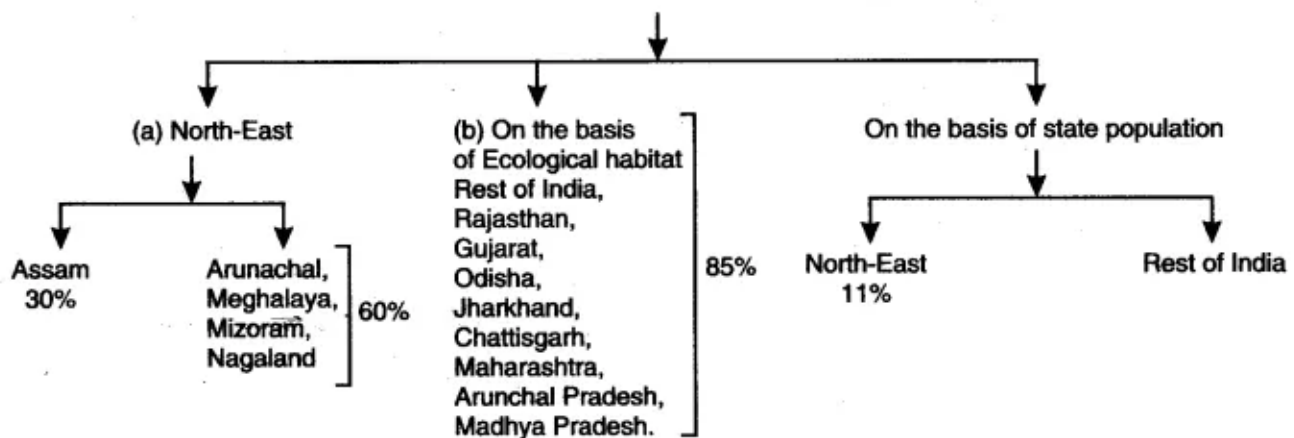 (a) North-East
Assam
30%
Arunachal,
Meghalaya,
Mizoram,
Nagaland
60%
(b) On the basis
of Ecological habitat
Rest of India,
Rajasthan,
Gujarat,
Odisha,
Jharkhand,
Chattisgarh,
Maharashtra,
Arunchal Pradesh,
Madhya Pradesh.
85%
On the basis of state population
North-East
11%
Rest of India